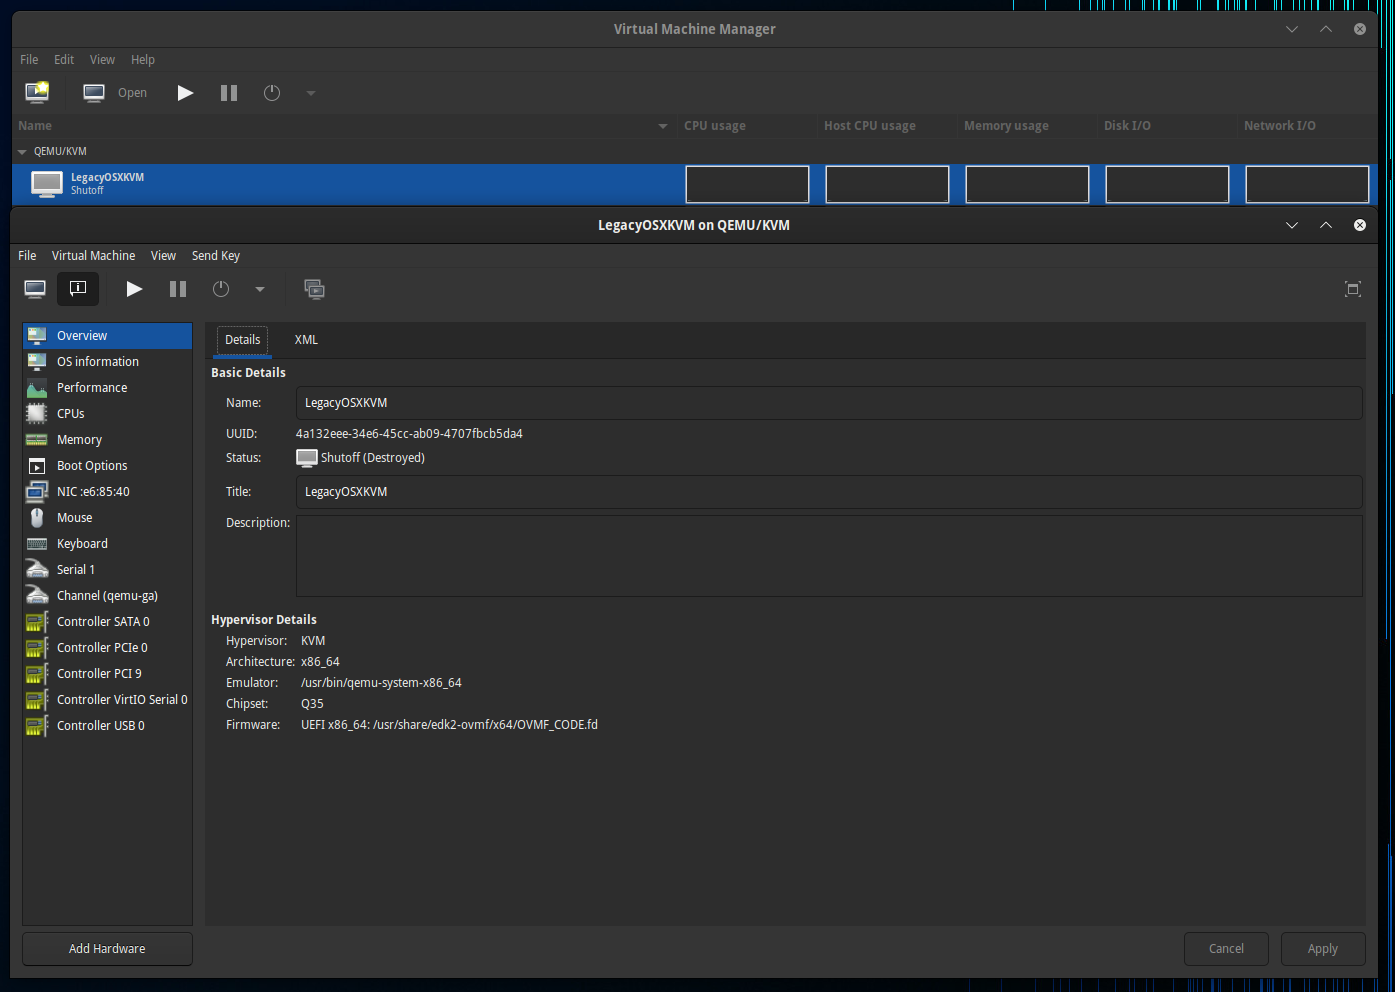 Virtual Machine Manager
File Edit View Help
Open
Name CPU usage Host CPU usage Memory usage Disk I/O Network I/O
QEMU/KVM
LegacyOSXKVM
Shutoff
LegacyOSXKVM on QEMU/KVM
File Virtual Machine View Send Key
Overview
OS information
Performance
CPUs
Memory
Boot Options
NIC :e6:85:40
Mouse
Keyboard
Serial 1
Channel (qemu-ga)
Controller SATA 0
Controller PCIe 0
Controller PCI 9
Controller VirtIO Serial 0
Controller USB 0
Add Hardware
Details XML
Basic Details
Name: LegacyOSXKVM
UUID: 4a132eee-34e6-45cc-ab09-4707fbcb5da4
Status: Shutoff (Destroyed)
Title: LegacyOSXKVM
Description:
Hypervisor Details
Hypervisor: KVM
Architecture: x86_64
Emulator: /usr/bin/qemu-system-x86_64
Chipset: Q35
Firmware: UEFI x86_64: /usr/share/edk2-ovmf/x64/OVMF_CODE.fd
Cancel Apply